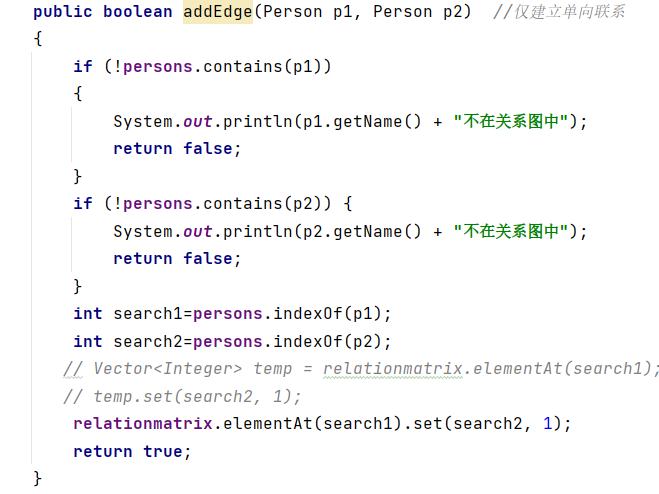 public boolean addEdge(Person p1, Person p2)  //仅建立单向联系
{
    if (!persons.contains(p1))
    {
        System.out.println(p1.getName() + "不在关系图中");
        return false;
    }
    if (!persons.contains(p2)) {
        System.out.println(p2.getName() + "不在关系图中");
        return false;
    }
    int search1=persons.indexOf(p1);
    int search2=persons.indexOf(p2);
   // Vector<Integer> temp = relationmatrix.elementAt(search1);
   // temp.set(search2, 1);
    relationmatrix.elementAt(search1).set(search2, 1);
    return true;
}